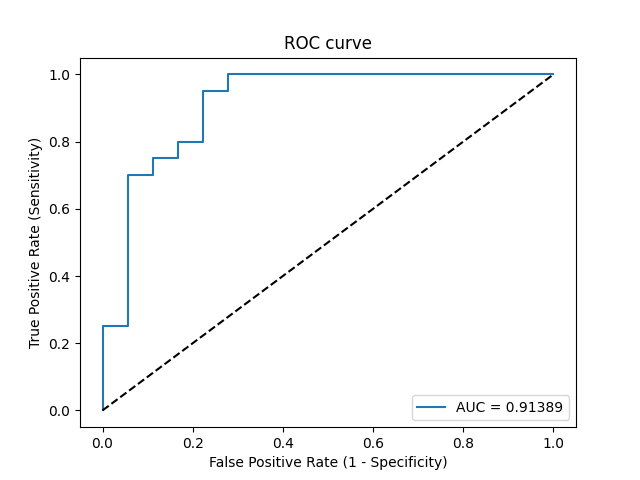 ROC curve
True Positive Rate (Sensitivity)
1.0
0.8
0.6
0.4
0.2
0.0
0.0 0.2 0.4 0.6 0.8 1.0
False Positive Rate (1 - Specificity)
AUC = 0.91389